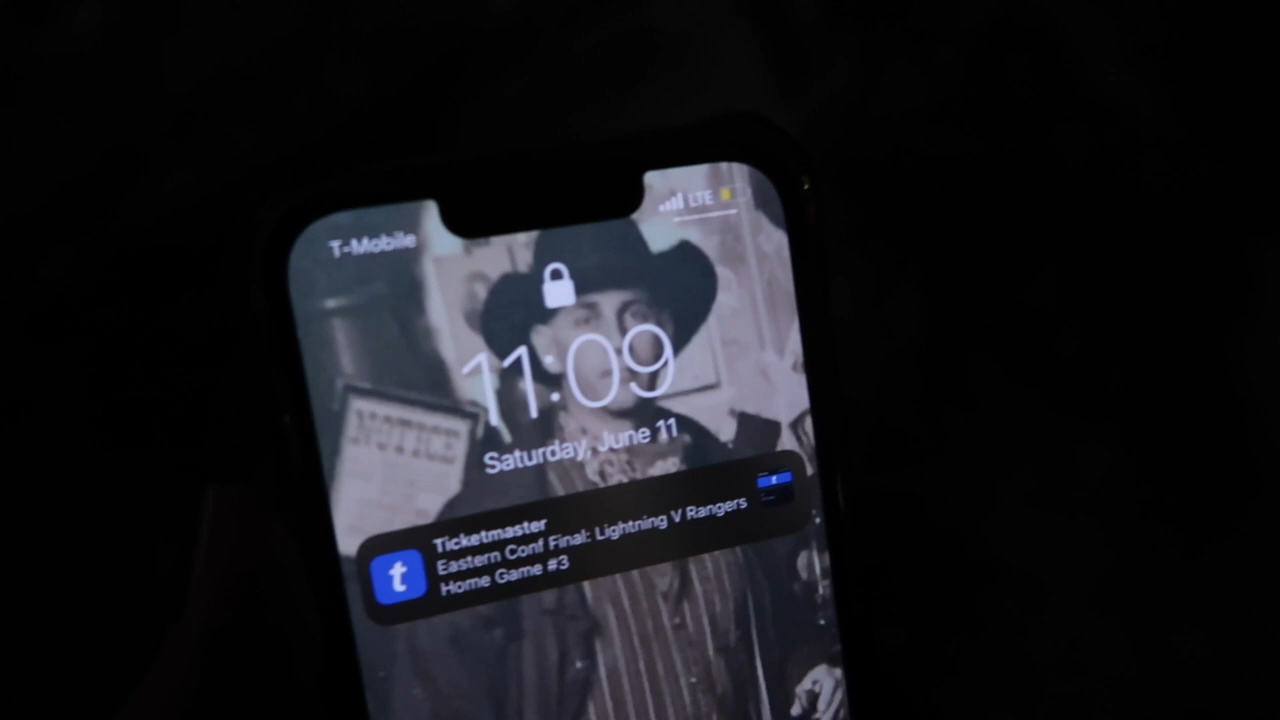 T-Mobile
LTE
11:09
Saturday, June 11
NOTICE
Ticketmaster
Eastern Conf Final: Lightning V Rangers
Home Game #3
t
t